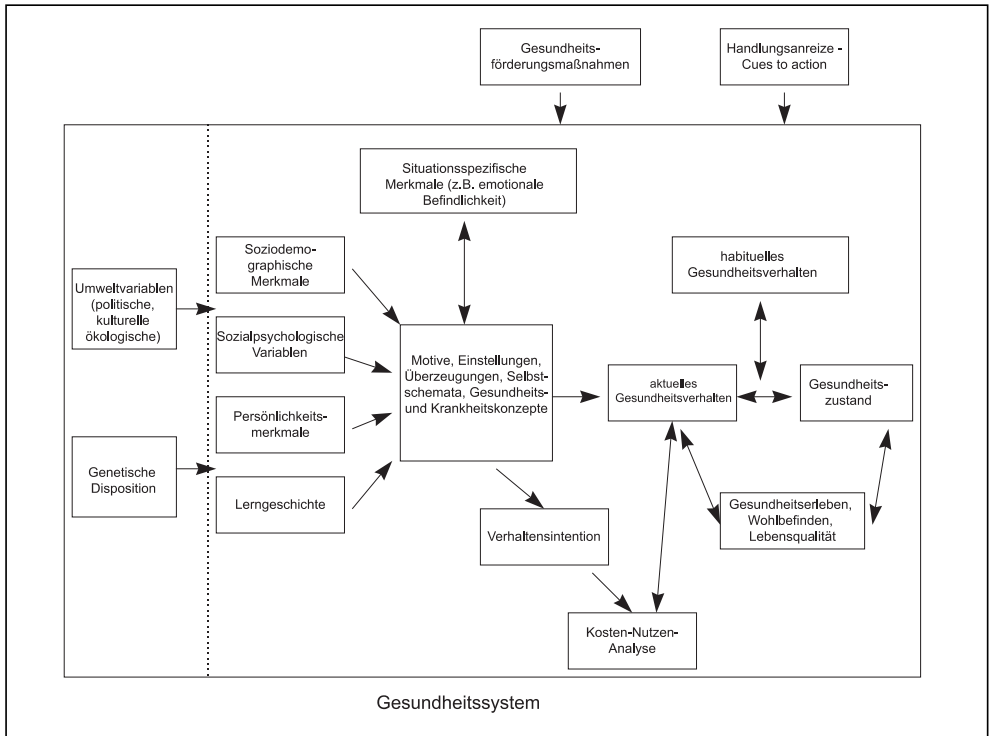 Gesundheits-
förderungsmaßnahmen
Handlungsanreize -
Cues to action
Situationsspezifische
Merkmale (z.B. emotionale
Befindlichkeit)
Soziodemo-
graphische
Merkmale
habituelles
Gesundheitsverhalten
Umweltvariablen
(politische,
kulturelle
ökologische)
Sozialpsychologische
Variablen
Motive, Einstellungen,
Überzeugungen, Selbst-
schemata, Gesundheits-
und Krankheitskonzepte
aktuelles
Gesundheitsverhalten
Gesundheits-
zustand
Persönlichkeits-
merkmale
Genetische
Disposition
Lerngeschichte
Verhaltensintention
Gesundheitserleben,
Wohlbefinden,
Lebensqualität
Kosten-Nutzen-
Analyse
Gesundheitssystem